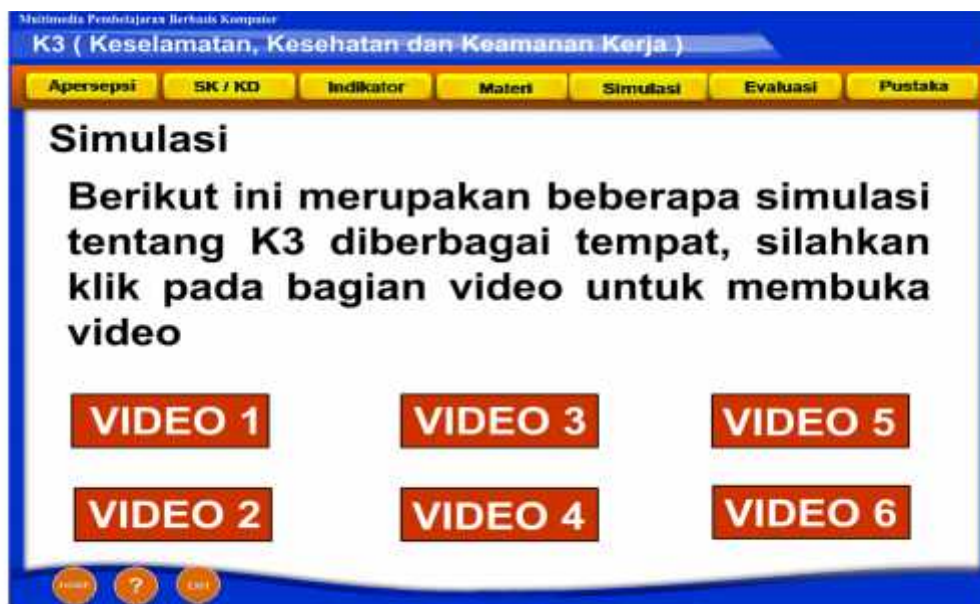 Multimedia Pembelajaran Berbasis Komputer
K3 ( Keselamatan, Kesehatan dan Keamanan Kerja )
Apersepsi SK / KD Indikator Materi Simulasi Evaluasi Pustaka
Simulasi
Berikut ini merupakan beberapa simulasi
tentang K3 diberbagai tempat, silahkan
klik pada bagian video untuk membuka
video
VIDEO 1 VIDEO 3 VIDEO 5
VIDEO 2 VIDEO 4 VIDEO 6
?